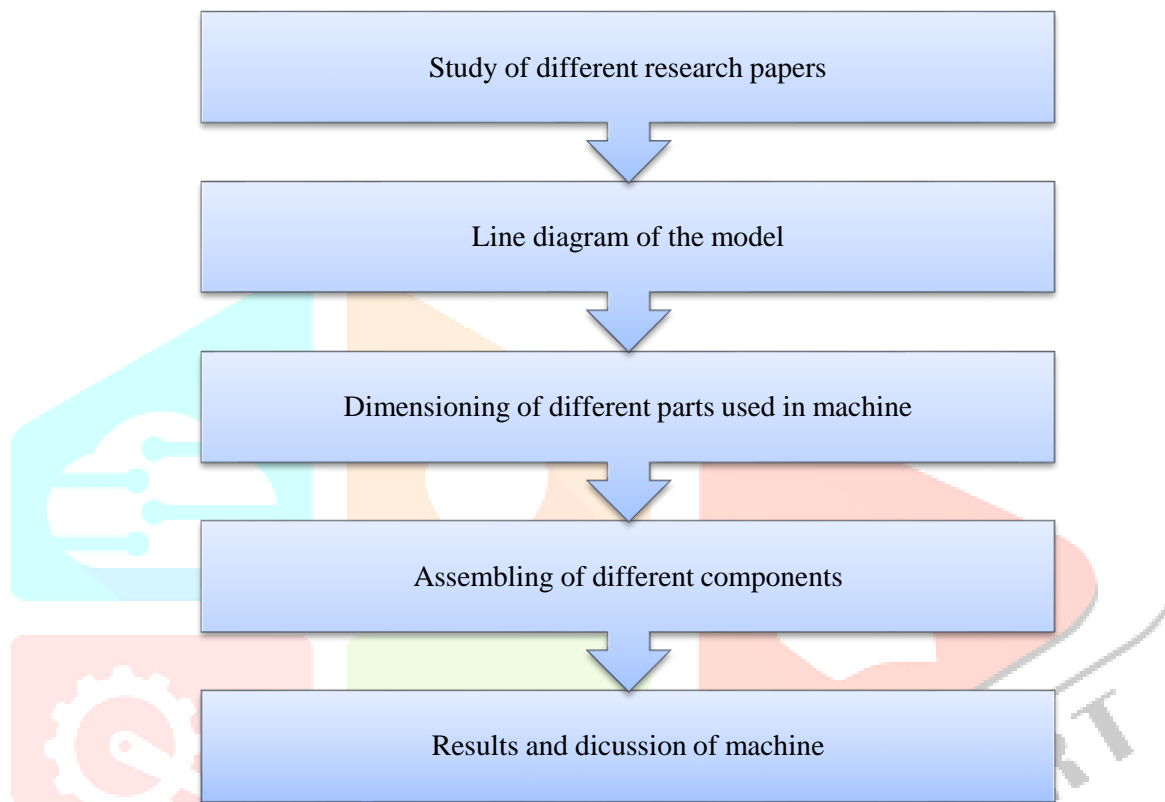 Study of different research papers
Line diagram of the model
Dimensioning of different parts used in machine
Assembling of different components
Results and dicussion of machine
RT